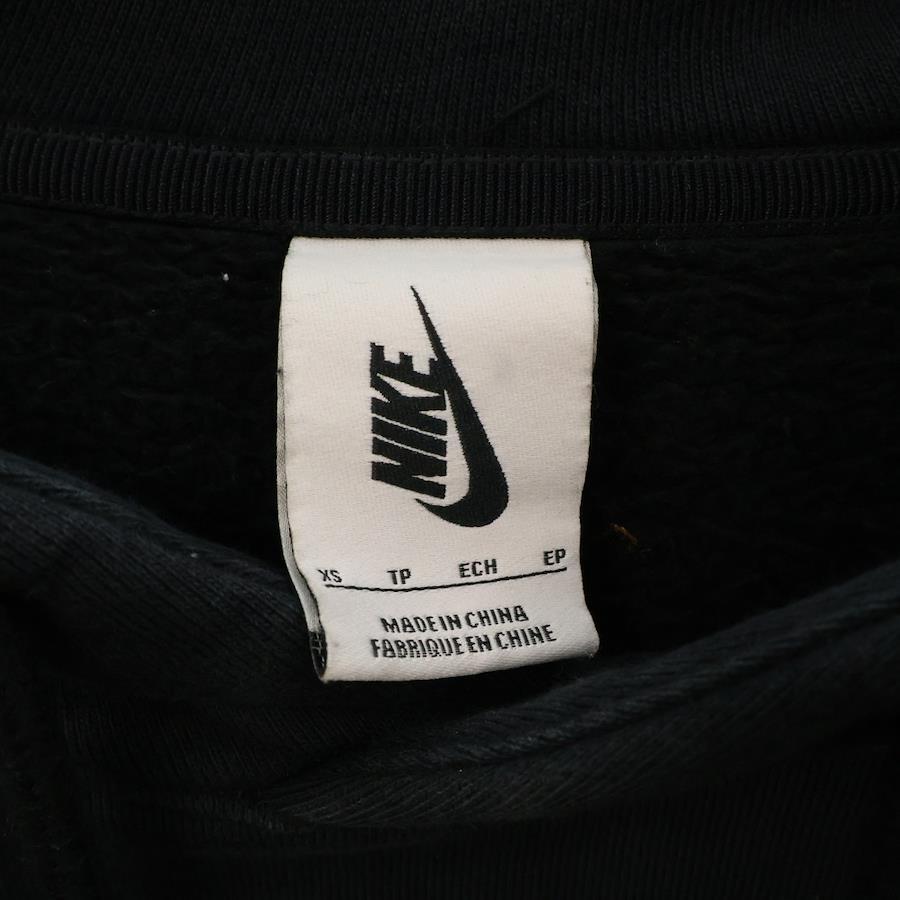 NIKE
XS TP ECH EP
MADE IN CHINA
FABRIQUE EN CHINE